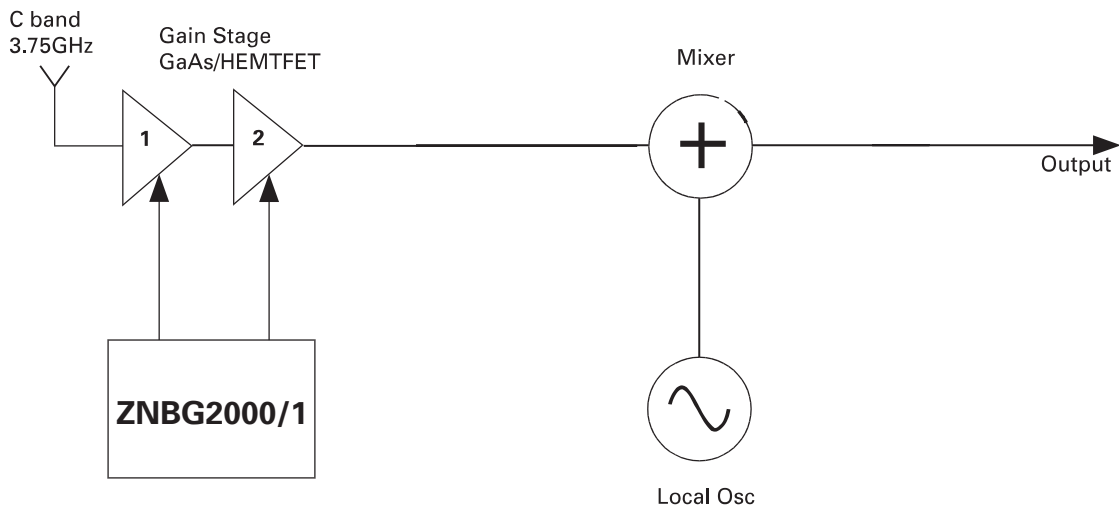 C band
3.75GHz
Gain Stage
GaAs/HEMTFET
Mixer
1
2
+
Output
ZNBG2000/1
Local Osc